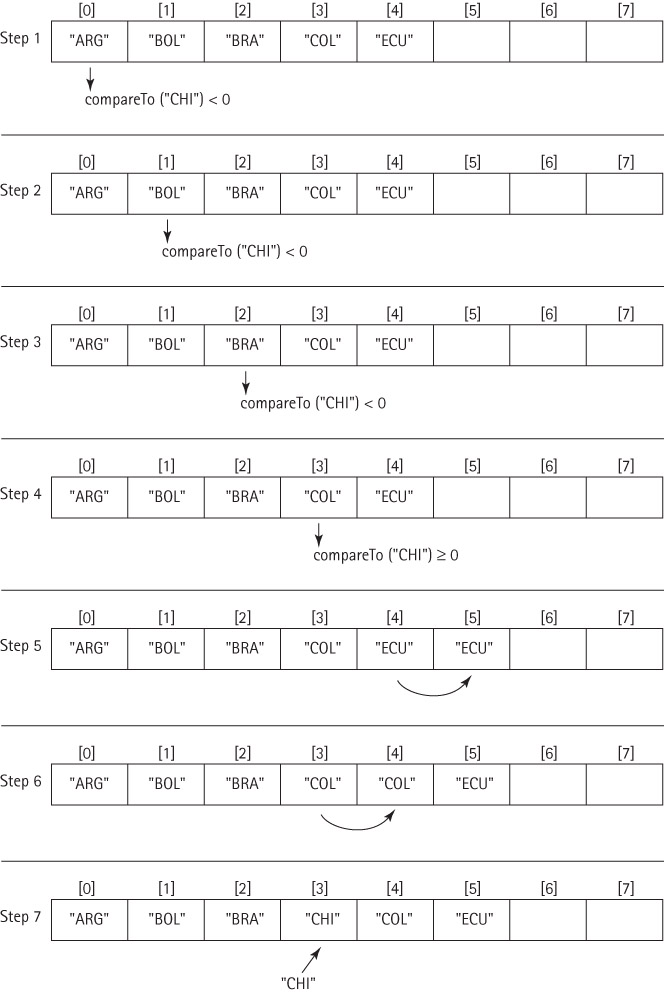 [0] [1] [2] [3] [4] [5] [6] [7]
Step 1 "ARG" "BOL" "BRA" "COL" "ECU"
compareTo ("CHI") < 0
[0] [1] [2] [3] [4] [5] [6] [7]
Step 2 "ARG" "BOL" "BRA" "COL" "ECU"
compareTo ("CHI") < 0
[0] [1] [2] [3] [4] [5] [6] [7]
Step 3 "ARG" "BOL" "BRA" "COL" "ECU"
compareTo ("CHI") < 0
[0] [1] [2] [3] [4] [5] [6] [7]
Step 4 "ARG" "BOL" "BRA" "COL" "ECU"
compareTo ("CHI") ≥ 0
[0] [1] [2] [3] [4] [5] [6] [7]
Step 5 "ARG" "BOL" "BRA" "COL" "ECU" "ECU"
[0] [1] [2] [3] [4] [5] [6] [7]
Step 6 "ARG" "BOL" "BRA" "COL" "COL" "ECU"
[0] [1] [2] [3] [4] [5] [6] [7]
Step 7 "ARG" "BOL" "BRA" "CHI" "COL" "ECU"
"CHI"